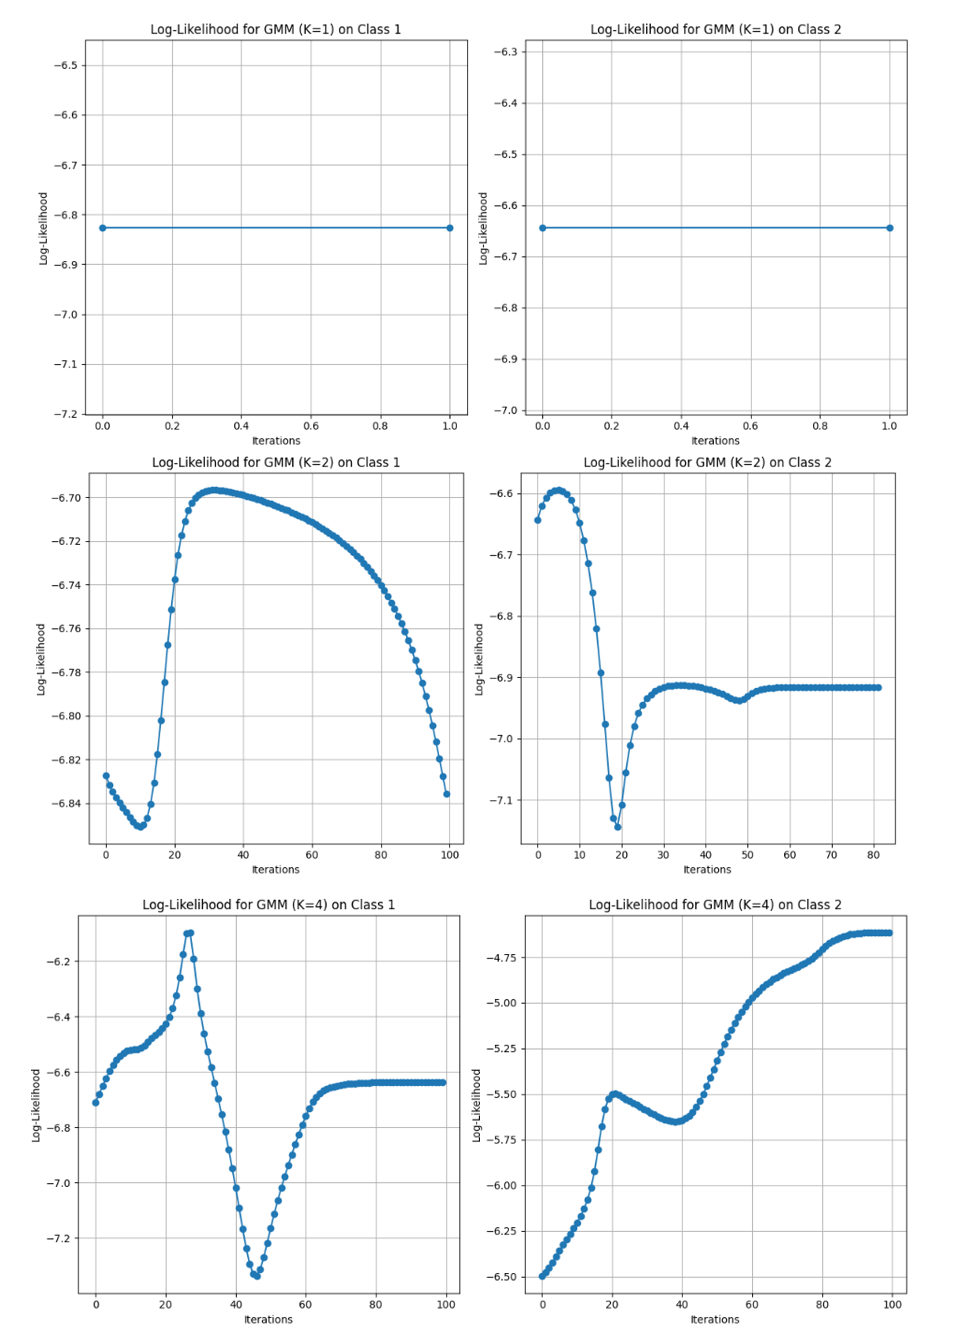 Log-Likelihood for GMM (K=1) on Class 1
−6.5
−6.6
−6.7
−6.8
−6.9
−7.0
−7.1
−7.2
Log-Likelihood
0.0 0.2 0.4 0.6 0.8 1.0
Iterations
Log-Likelihood for GMM (K=1) on Class 2
−6.3
−6.4
−6.5
−6.6
−6.7
−6.8
−6.9
−7.0
Log-Likelihood
0.0 0.2 0.4 0.6 0.8 1.0
Iterations
Log-Likelihood for GMM (K=2) on Class 1
−6.70
−6.72
−6.74
−6.76
−6.78
−6.80
−6.82
−6.84
Log-Likelihood
0 20 40 60 80 100
Iterations
Log-Likelihood for GMM (K=2) on Class 2
−6.6
−6.7
−6.8
−6.9
−7.0
−7.1
Log-Likelihood
0 10 20 30 40 50 60 70 80
Iterations
Log-Likelihood for GMM (K=4) on Class 1
−6.2
−6.4
−6.6
−6.8
−7.0
−7.2
Log-Likelihood
0 20 40 60 80 100
Iterations
Log-Likelihood for GMM (K=4) on Class 2
−4.75
−5.00
−5.25
−5.50
−5.75
−6.00
−6.25
−6.50
Log-Likelihood
0 20 40 60 80 100
Iterations